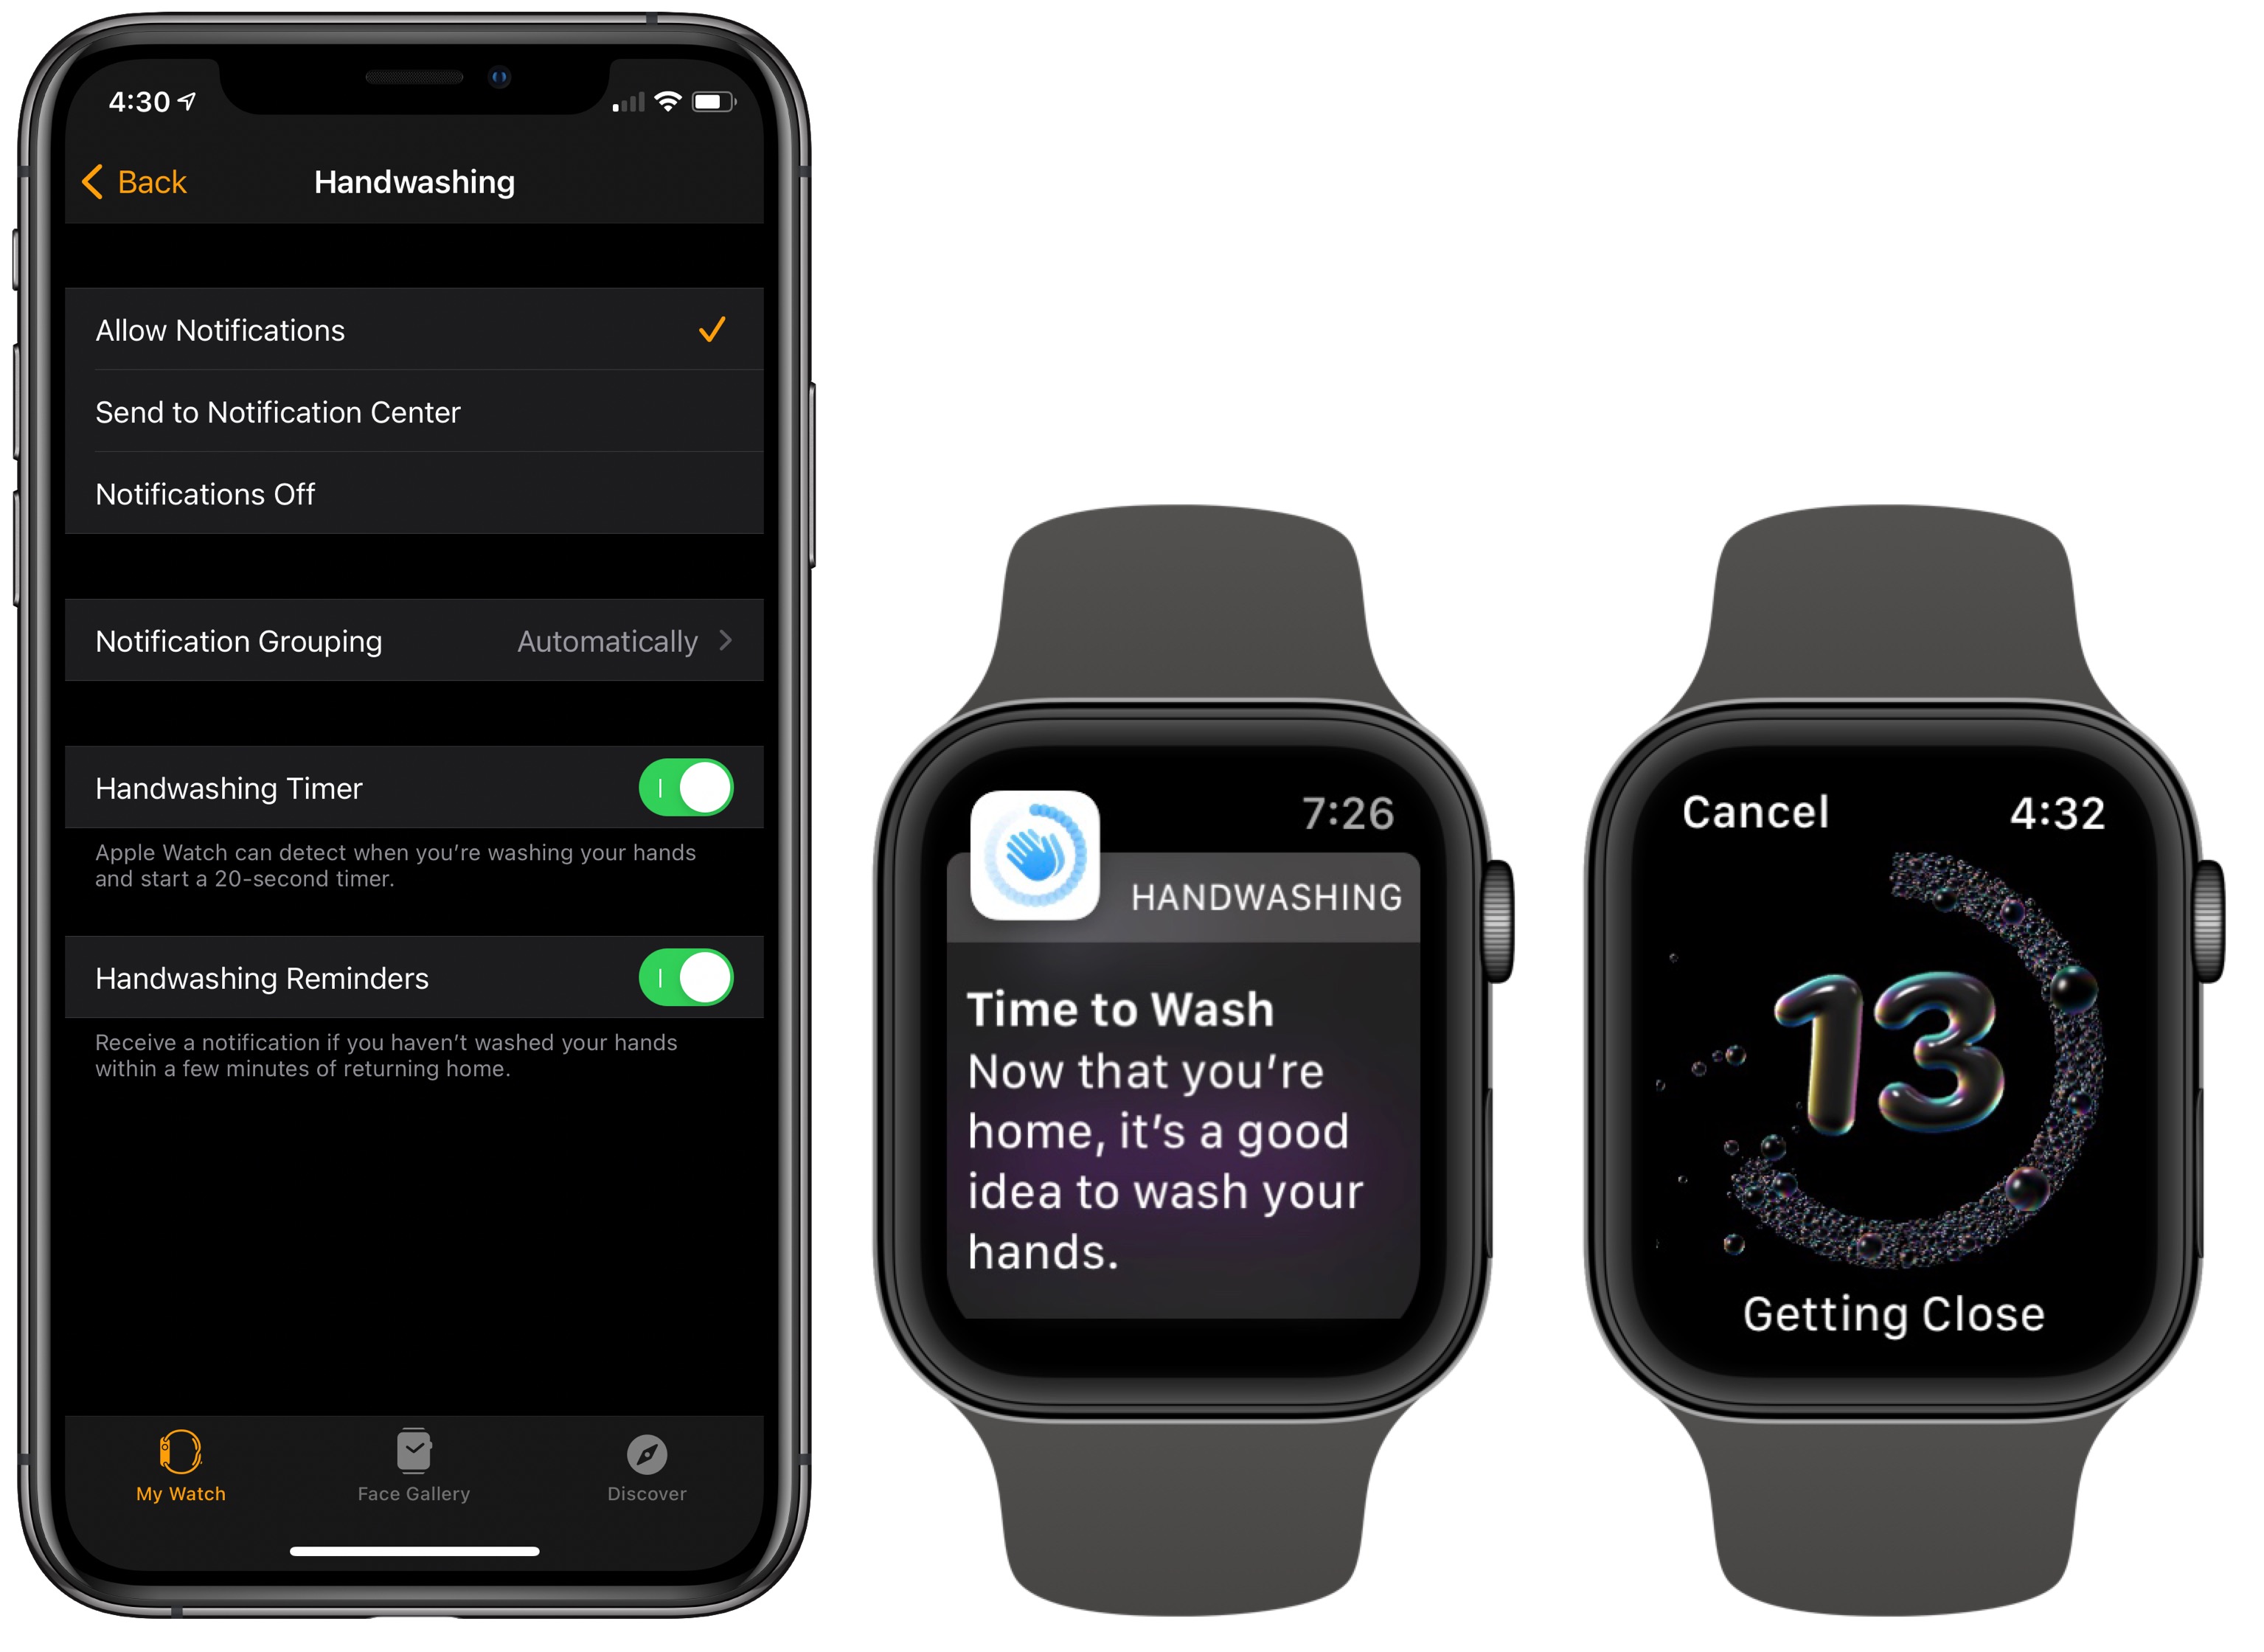 4:30
Back
Handwashing
Allow Notifications
Send to Notification Center
Notifications Off
Notification Grouping
Automatically
Handwashing Timer
Apple Watch can detect when you’re washing your hands
and start a 20-second timer.
Handwashing Reminders
Receive a notification if you haven’t washed your hands
within a few minutes of returning home.
My Watch
Face Gallery
Discover
7:26
HANDWASHING
Time to Wash
Now that you’re
home, it’s a good
idea to wash your
hands.
Cancel
4:32
13
Getting Close